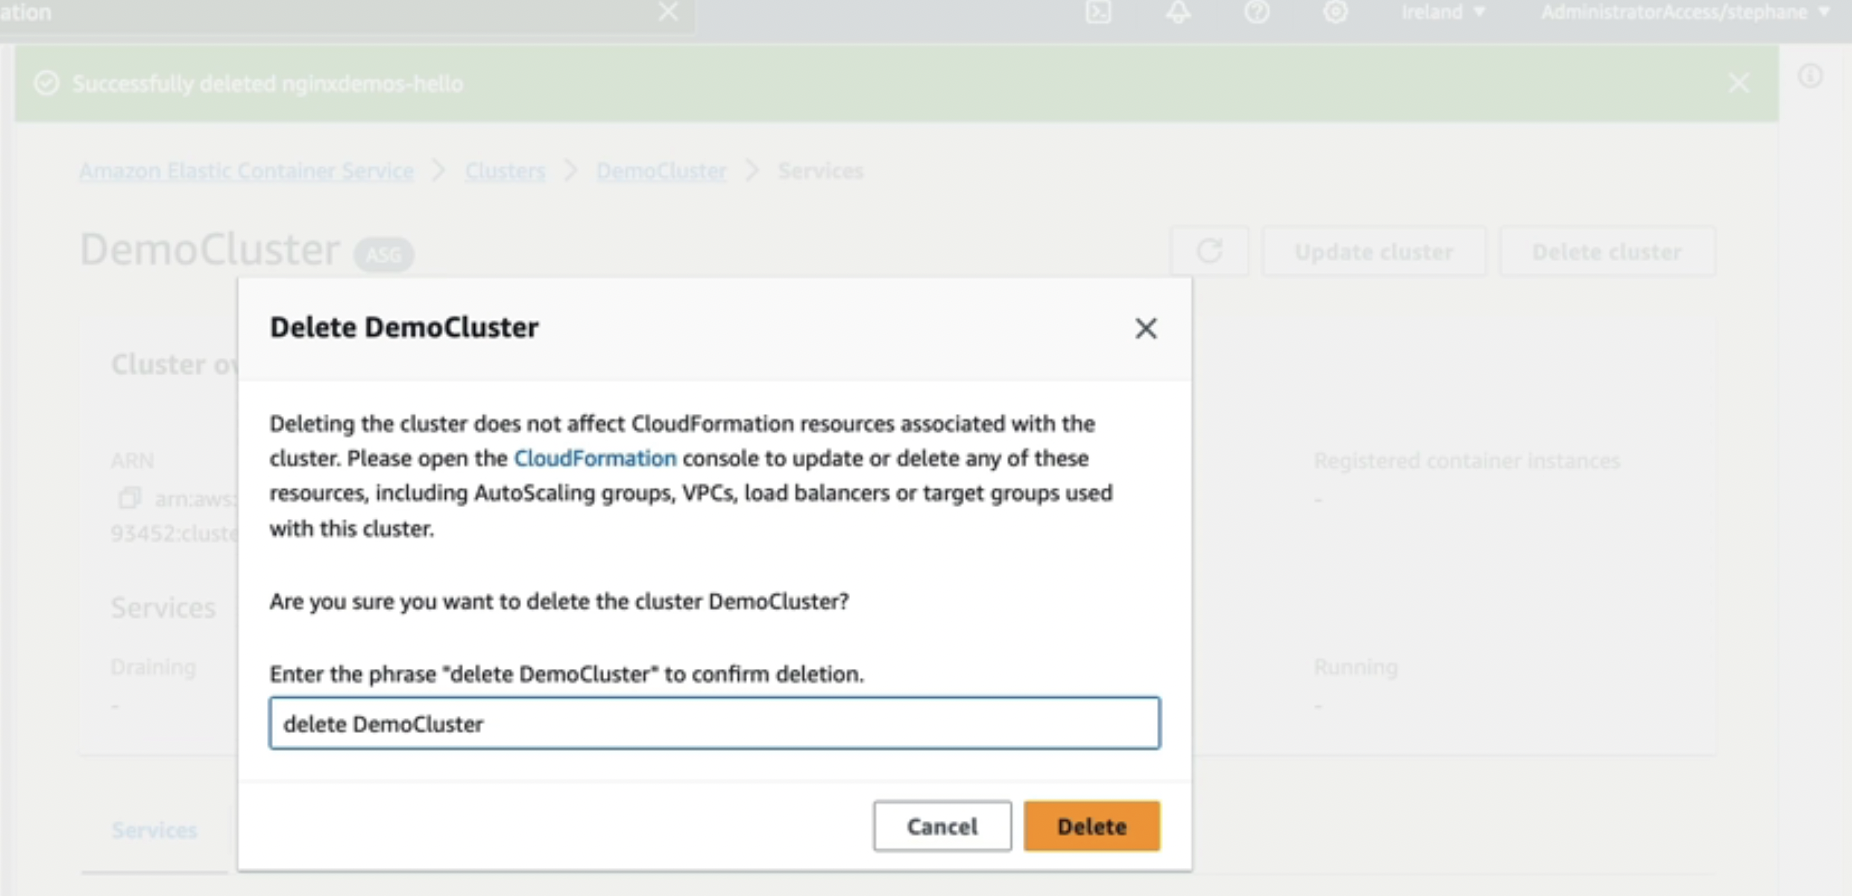 ation
Ireland
AdministratorAccess/stephane
Successfully deleted nginxdemos-hello
Amazon Elastic Container Service
Clusters
DemoCluster
Services
DemoCluster
ASG
Update cluster
Delete cluster
Delete DemoCluster
Cluster ov
Deleting the cluster does not affect CloudFormation resources associated with the
cluster. Please open the CloudFormation console to update or delete any of these
resources, including AutoScaling groups, VPCs, load balancers or target groups used
with this cluster.
ARN
Registered container instances
arn:aws:
-
93452:cluste
Are you sure you want to delete the cluster DemoCluster?
Services
Enter the phrase "delete DemoCluster" to confirm deletion.
Draining
Running
-
-
delete DemoCluster
Cancel
Delete
Services